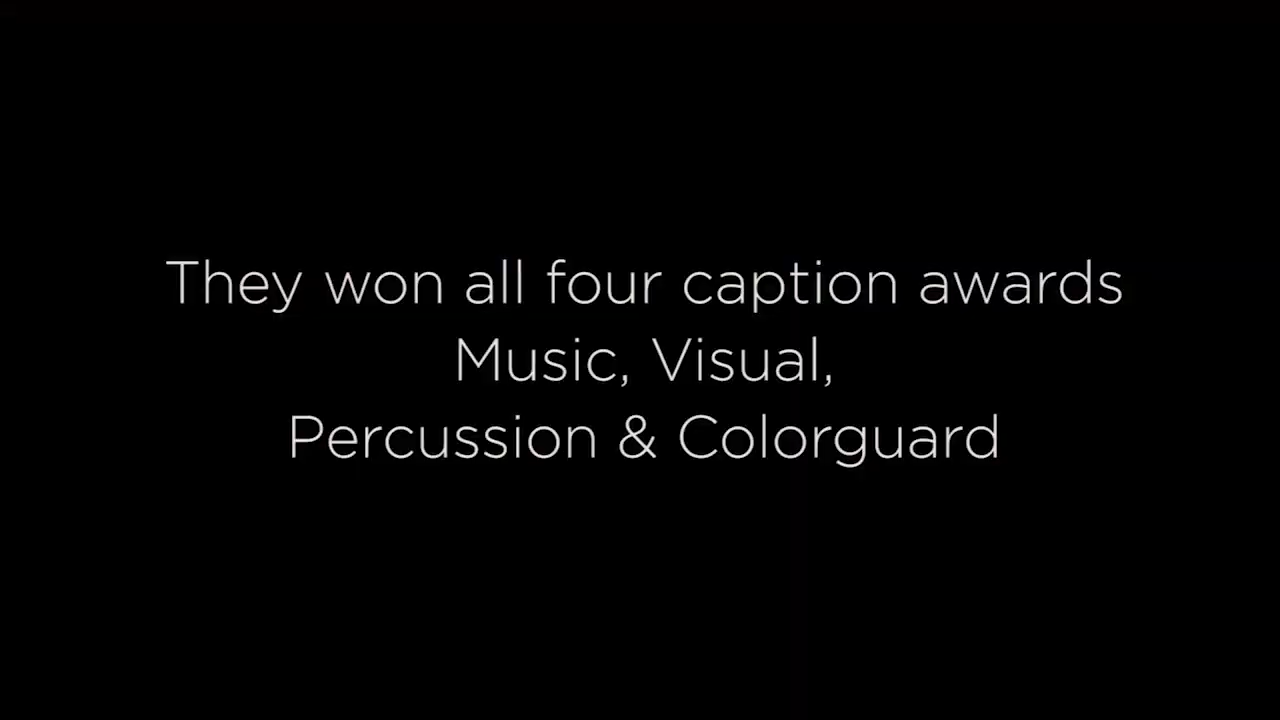 They won all four caption awards
Music, Visual,
Percussion & Colorguard